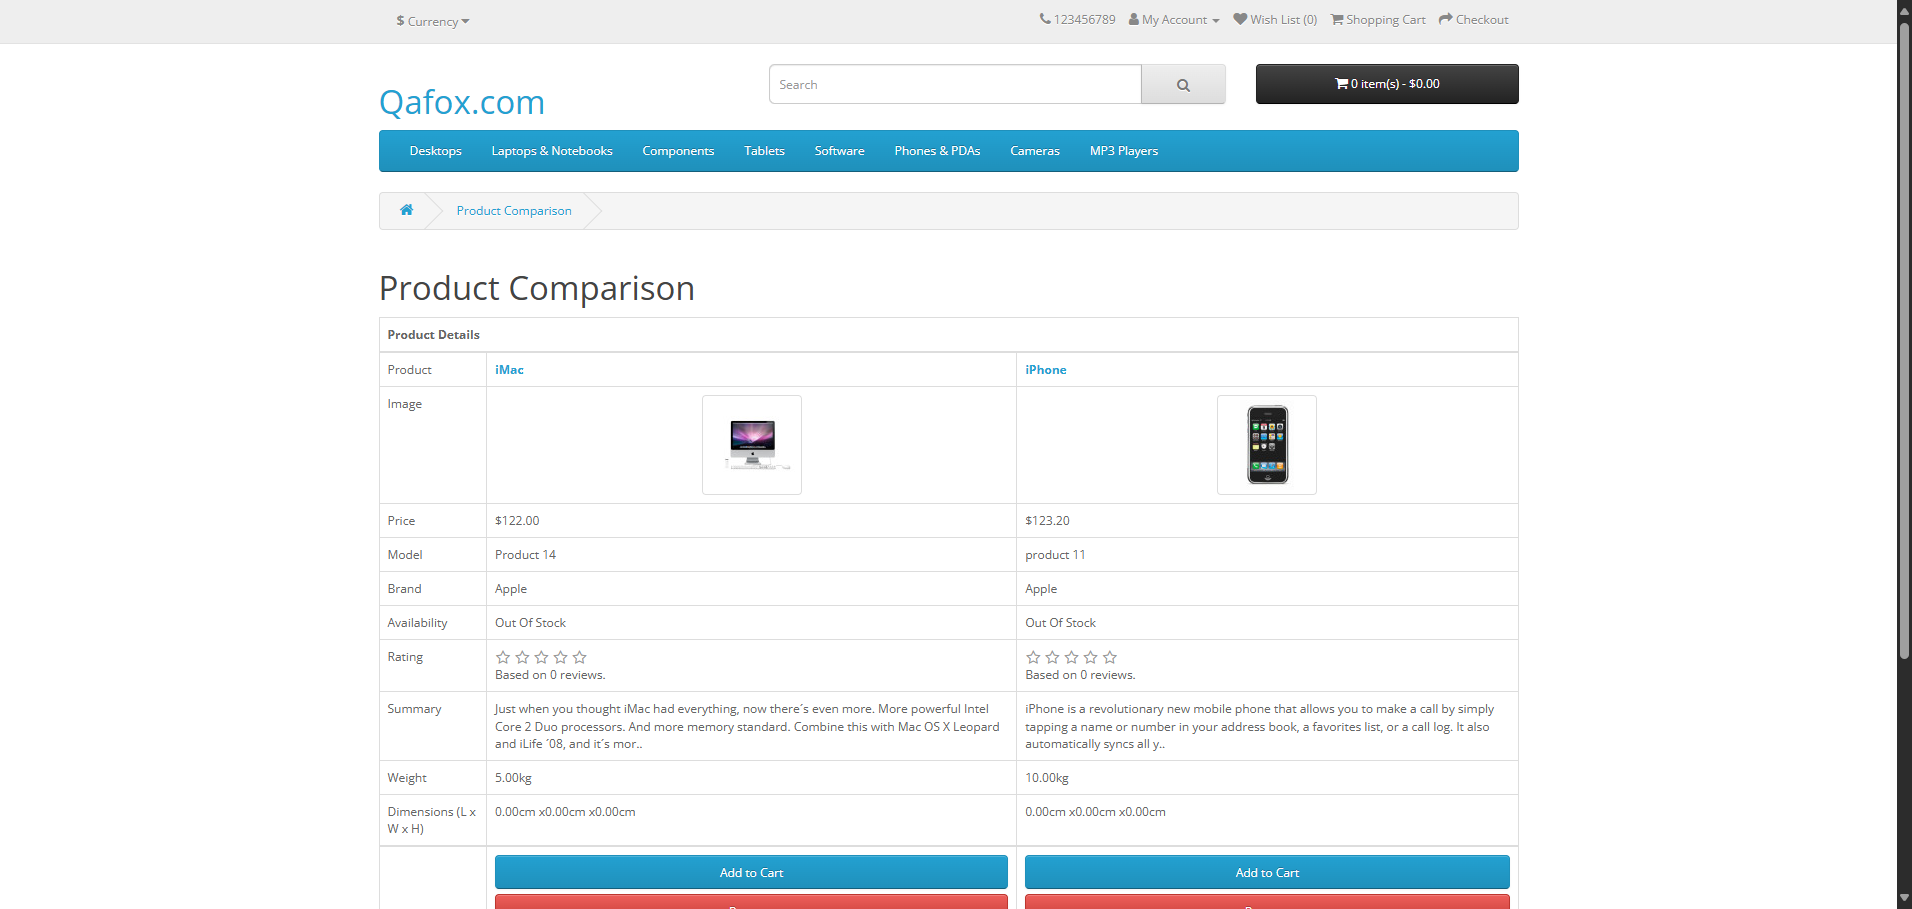 $ Currency
123456789 My Account Wish List (0) Shopping Cart Checkout
Qafox.com
Search
0 item(s) - $0.00
Desktops Laptops & Notebooks Components Tablets Software Phones & PDAs Cameras MP3 Players
Product Comparison
Product Comparison
Product Details
Product iMac iPhone
Image
Price $122.00 $123.20
Model Product 14 product 11
Brand Apple Apple
Availability Out Of Stock Out Of Stock
Rating
Based on 0 reviews. Based on 0 reviews.
Summary
Just when you thought iMac had everything, now there´s even more. More powerful Intel
Core 2 Duo processors. And more memory standard. Combine this with Mac OS X Leopard
and iLife ´08, and it´s mor..
iPhone is a revolutionary new mobile phone that allows you to make a call by simply
tapping a name or number in your address book, a favorites list, or a call log. It also
automatically syncs all y..
Weight 5.00kg 10.00kg
Dimensions (L x
W x H)
0.00cm x0.00cm x0.00cm 0.00cm x0.00cm x0.00cm
Add to Cart Add to Cart